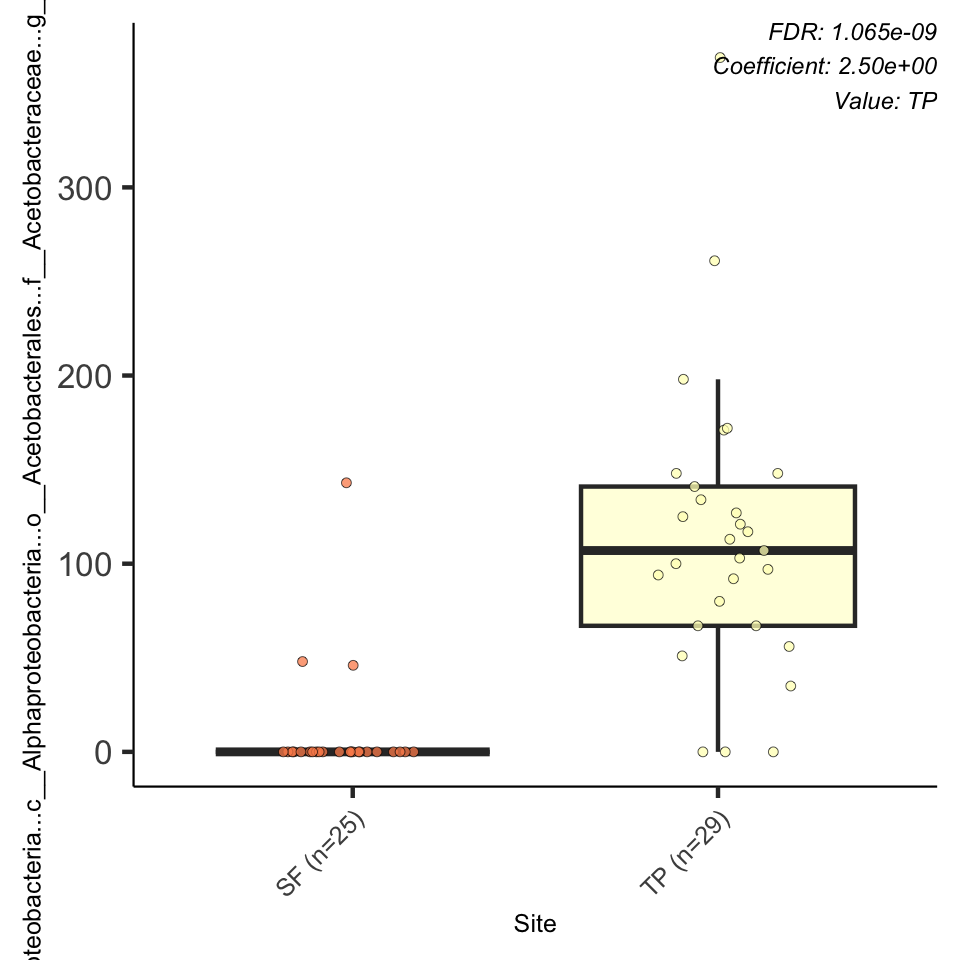 FDR: 1.065e-09
Coefficient: 2.50e+00
Value: TP
oteobacteria...c__Alphaproteobacteria...o__Acetobacterales...f__Acetobacteraceae...g_
300
200
100
0
SF (n=25)
TP (n=29)
Site